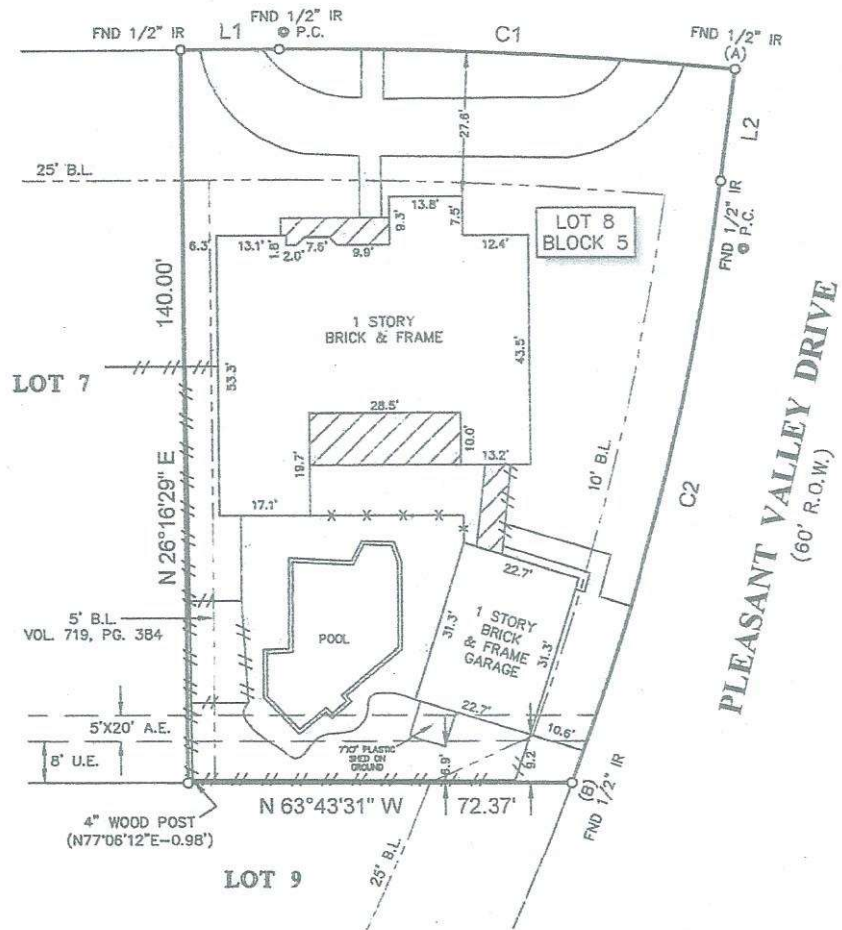 FND 1/2" IR
L1
FND 1/2" IR
@ P.C.
C1
FND 1/2" IR
(A)
L2
FND 1/2" IR
@ P.C.
25' B.L.
27.6'
LOT 8
BLOCK 5
13.8'
9.3'
7.5'
6.3'
13.1'
1.8'
2.0'
7.6'
9.9'
12.4'
140.00'
N 26°16'29" E
1 STORY
BRICK & FRAME
LOT 7
53.3'
43.5'
28.5'
10.0'
13.2'
19.7'
17.1'
10' B.L.
C2
PLEASANT VALLEY DRIVE
(60' R.O.W.)
22.7'
5' B.L.
VOL. 719, PG. 384
POOL
31.3'
1 STORY
BRICK
& FRAME
GARAGE
31.3'
22.7'
10.6'
5'X20' A.E.
8' U.E.
PLASTIC
SHED ON
GROUND
6.9'
9.2
N 63°43'31" W
72.37'
(B)
FND 1/2" IR
4" WOOD POST
(N77°06'12"E-0.98')
25' B.L.
LOT 9